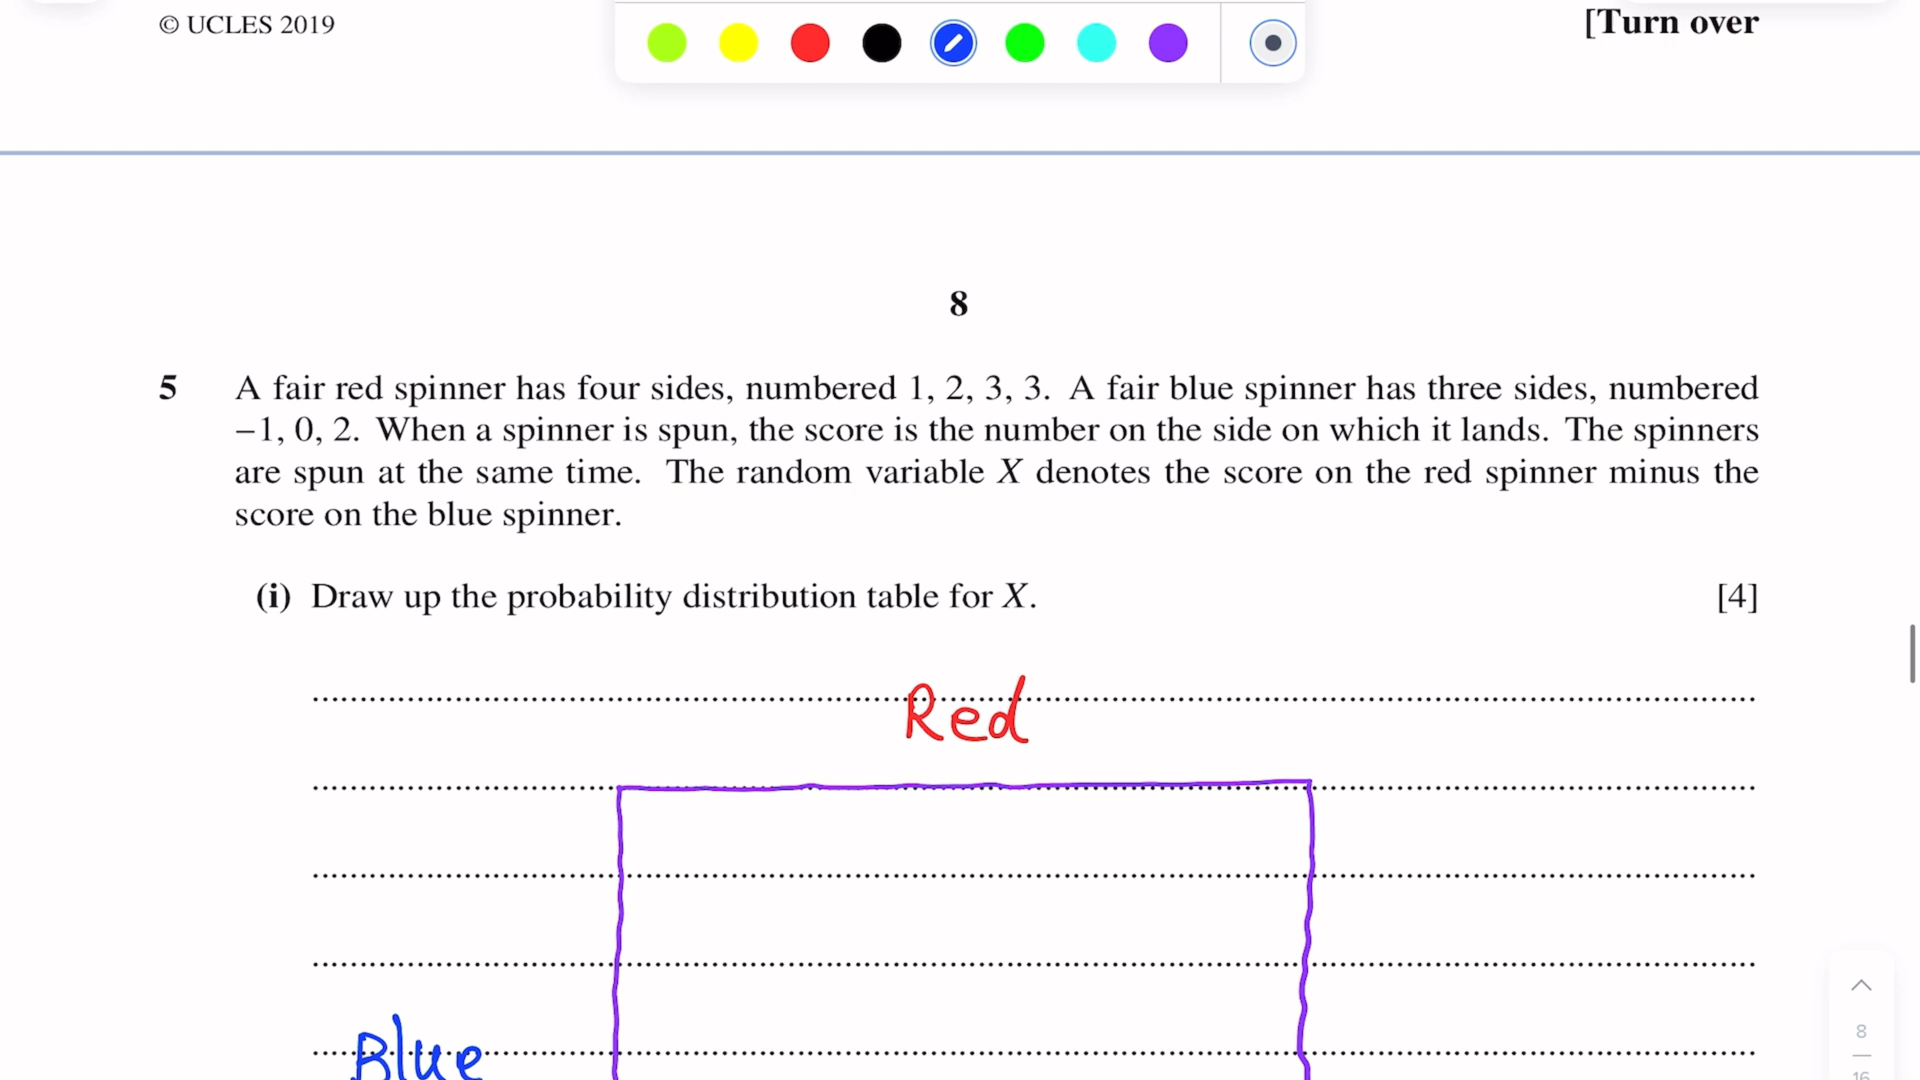 © UCLES 2019
[Turn over
8
5 A fair red spinner has four sides, numbered 1, 2, 3, 3. A fair blue spinner has three sides, numbered
−1, 0, 2. When a spinner is spun, the score is the number on the side on which it lands. The spinners
are spun at the same time. The random variable X denotes the score on the red spinner minus the
score on the blue spinner.
(i) Draw up the probability distribution table for X. [4]
Red
Blue
8
16